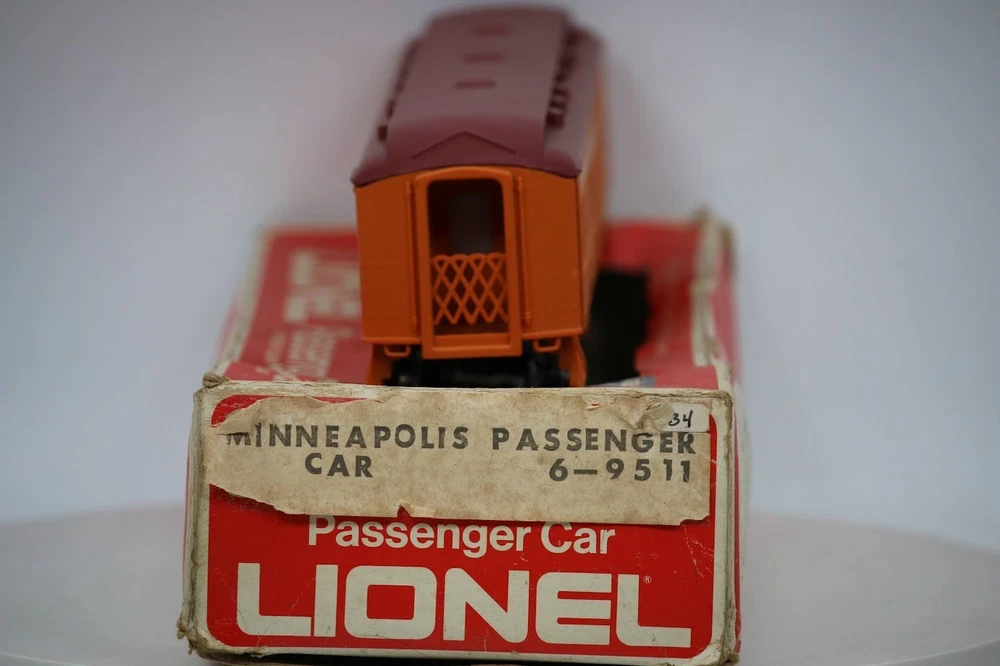 34
MINNEAPOLIS PASSENGER
CAR 6-9511
Passenger Car
LIONEL®